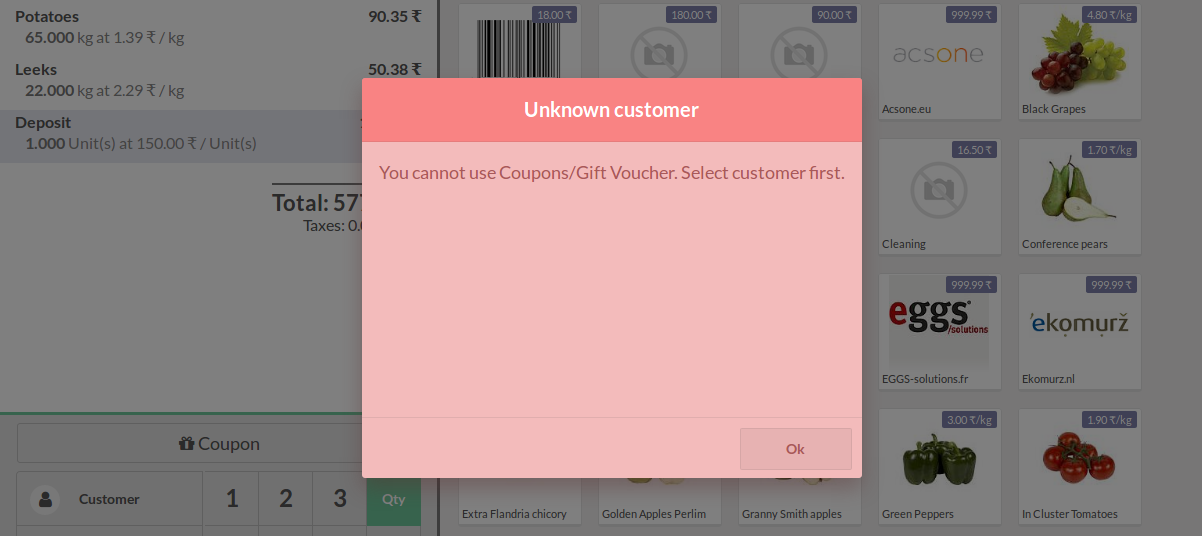 Potatoes 90.35 ₹
65.000 kg at 1.39 ₹ / kg
Leeks 50.38 ₹
22.000 kg at 2.29 ₹ / kg
Deposit
1.000 Unit(s) at 150.00 ₹ / Unit(s)
Total: 577
Taxes: 0.0
Coupon
Customer 1 2 3 Qty
Unknown customer
You cannot use Coupons/Gift Voucher. Select customer first.
Ok
18.00 ₹
180.00 ₹
90.00 ₹
999.99 ₹
acsone
Acsone.eu
4.80 ₹/kg
Black Grapes
16.50 ₹
Cleaning
1.70 ₹/kg
Conference pears
999.99 ₹
eggs
/solutions
EGGS-solutions.fr
999.99 ₹
ekomurž
Ekomurz.nl
Extra Flandria chicory
Golden Apples Perlim
Granny Smith apples
3.00 ₹/kg
Green Peppers
1.90 ₹/kg
In Cluster Tomatoes